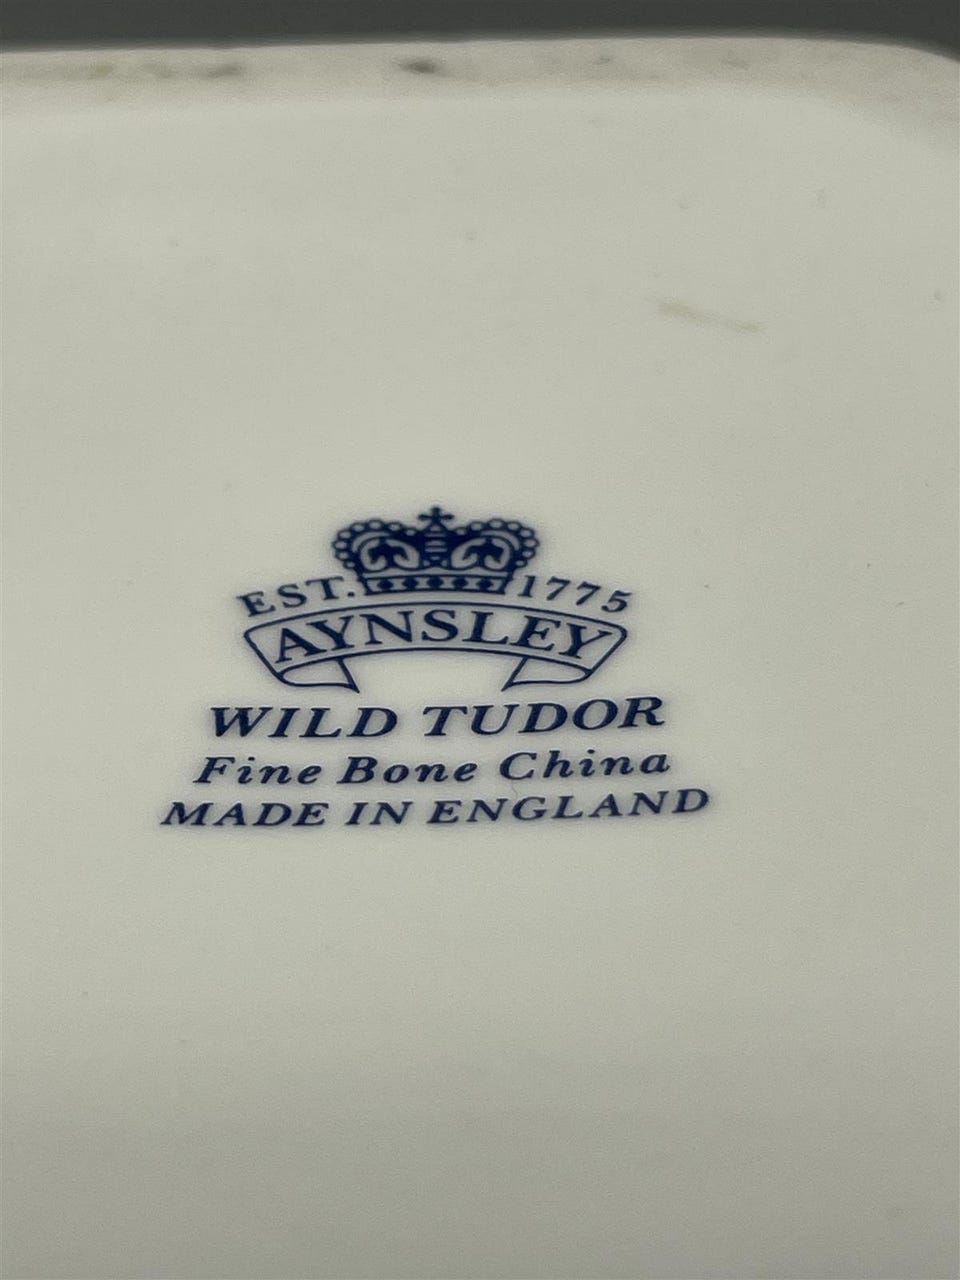 EST. 1775
AYNSLEY
WILD TUDOR
Fine Bone China
MADE IN ENGLAND